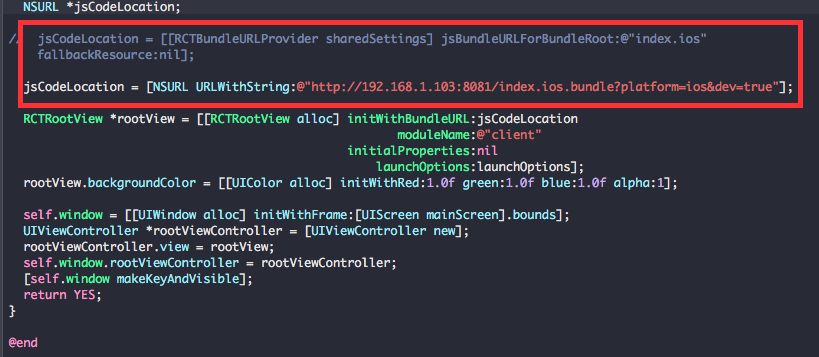 NSURL *jsCodeLocation;
//  jsCodeLocation = [[RCTBundleURLProvider sharedSettings] jsBundleURLForBundleRoot:@"index.ios"
fallbackResource:nil];
jsCodeLocation = [NSURL URLWithString:@"http://192.168.1.103:8081/index.ios.bundle?platform=ios&dev=true"];
RCTRootView *rootView = [[RCTRootView alloc] initWithBundleURL:jsCodeLocation
moduleName:@"client"
initialProperties:nil
launchOptions:launchOptions];
rootView.backgroundColor = [[UIColor alloc] initWithRed:1.0f green:1.0f blue:1.0f alpha:1];
self.window = [[UIWindow alloc] initWithFrame:[UIScreen mainScreen].bounds];
UIViewController *rootViewController = [UIViewController new];
rootViewController.view = rootView;
self.window.rootViewController = rootViewController;
[self.window makeKeyAndVisible];
return YES;
}
@end